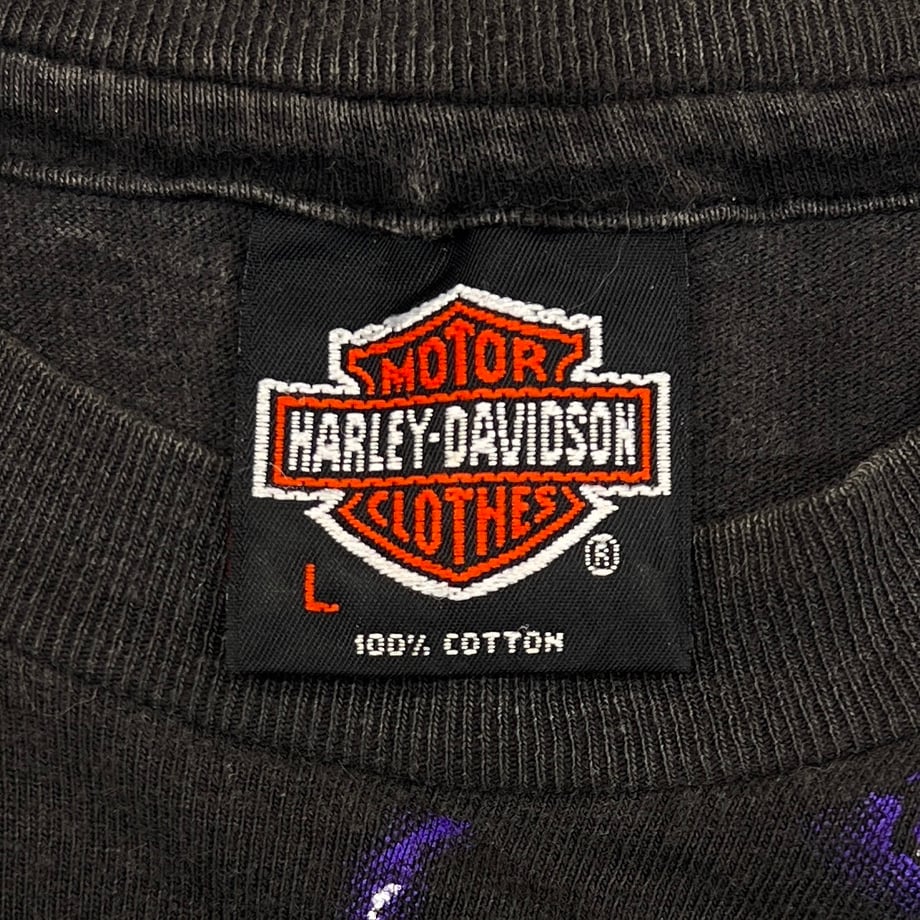 MOTOR
HARLEY-DAVIDSON
CLOTHES
®
L
100% COTTON